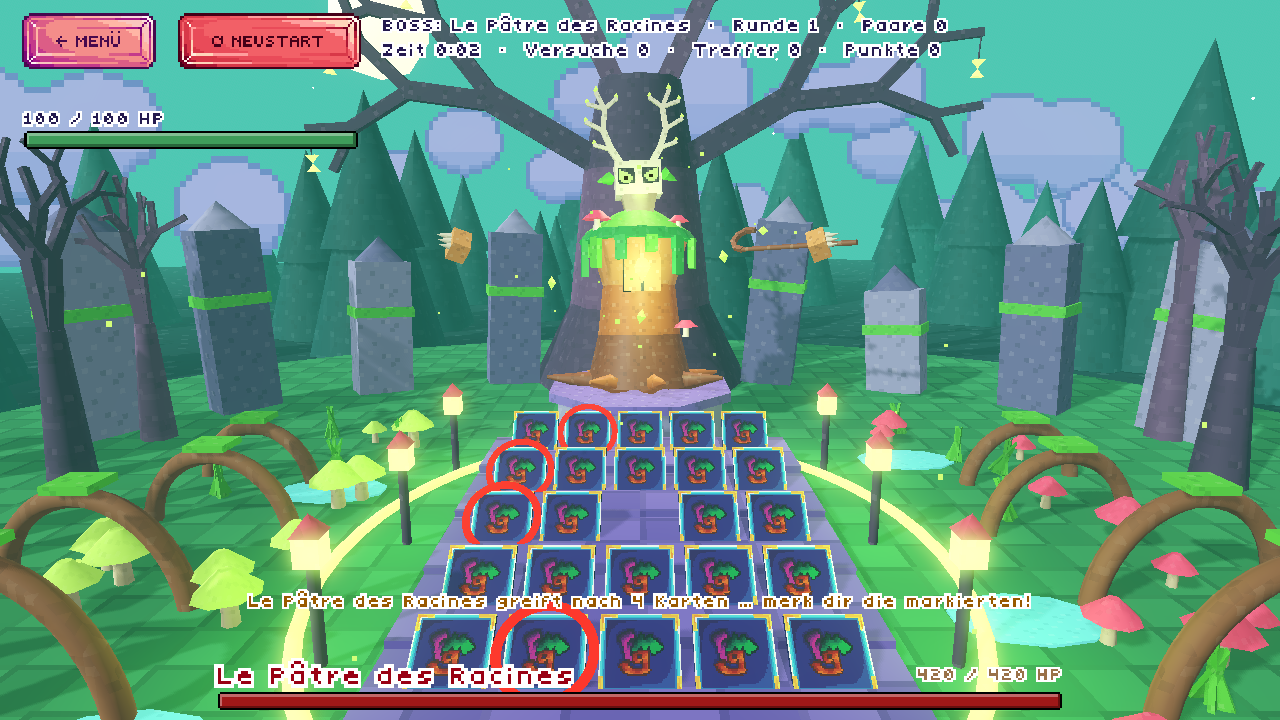 ← MENÜ
NEUSTART
BOSS: Le Pâtre des Racines · Runde 1 · Paare 0
Zeit 0:02 · Versuche 0 · Treffer 0 · Punkte 0
100 / 100 HP
Le Pâtre des Racines greift nach 4 Karten … merk dir die markierten!
Le Pâtre des Racines
420 / 420 HP